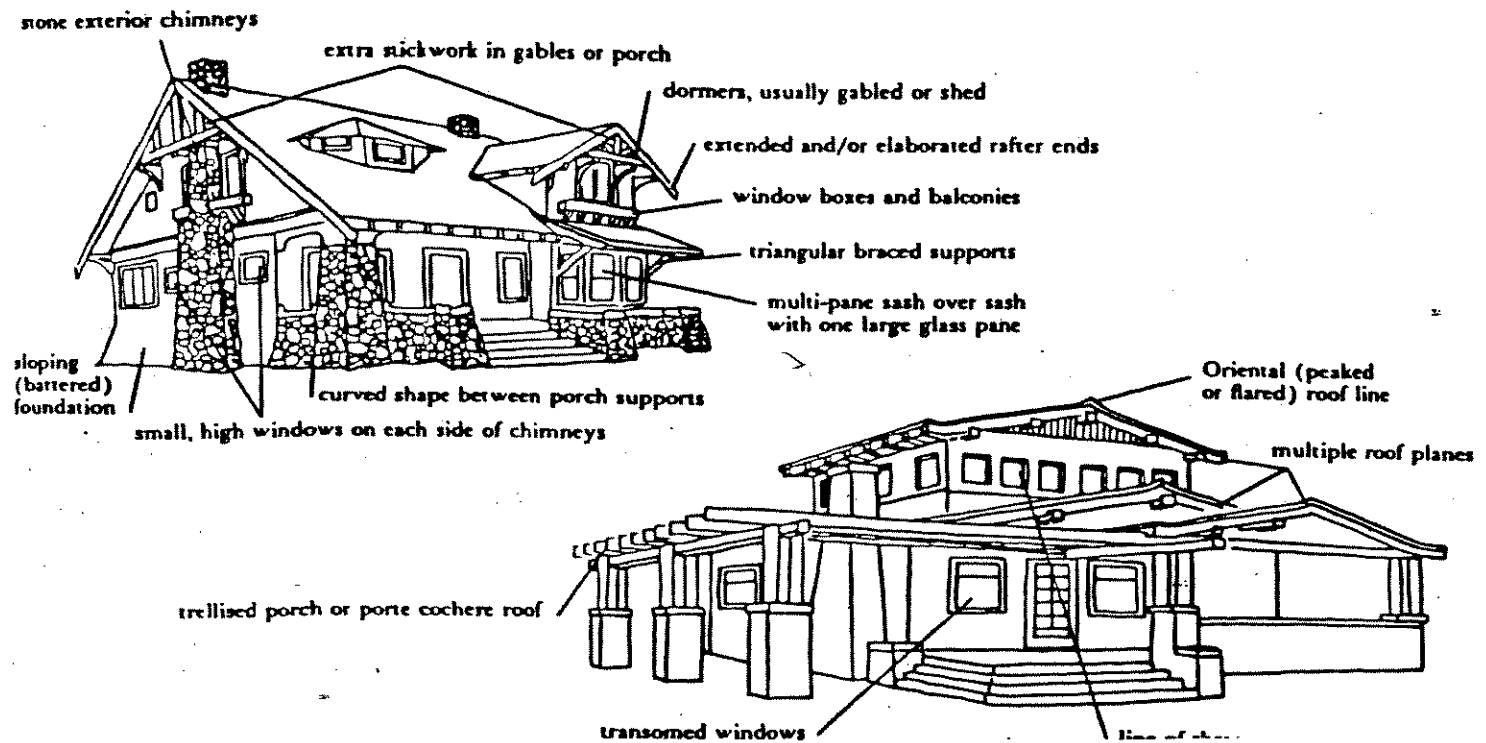 stone exterior chimneys
extra stickwork in gables or porch
dormers, usually gabled or shed
extended and/or elaborated rafter ends
window boxes and balconies
triangular braced supports
multi-pane sash over sash
with one large glass pane
sloping
(battered)
foundation
curved shape between porch supports
small, high windows on each side of chimneys
Oriental (peaked
or flared) roof line
multiple roof planes
trellised porch or porte cochere roof
transomed windows
line of